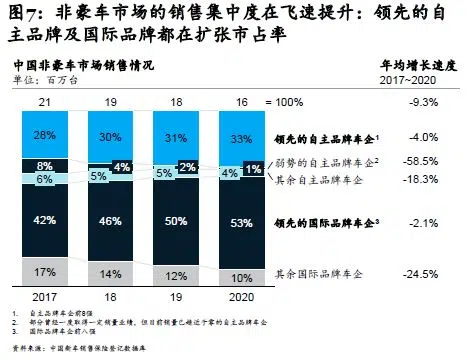 图7：非豪车市场的销售集中度在飞速提升：领先的自
主品牌及国际品牌都在扩张市占率
中国非豪车市场销售情况
单位：百万台
年均增长速度
2017~2020
21 19 18 16 = 100% -9.3%
28% 30% 31% 33% 领先的自主品牌车企1 -4.0%
8% 4% 2% 1% 弱势的自主品牌车企2 -58.5%
6% 5% 5% 4% 其余自主品牌车企 -18.3%
42% 46% 50% 53% 领先的国际品牌车企3 -2.1%
17% 14% 12% 10% 其余国际品牌车企 -24.5%
2017 18 19 2020
1. 自主品牌车企前8强
2. 部分曾经一度取得一定销量业绩，但目前销量已趋近于零的自主品牌车企
3. 国际品牌车企前八强
资料来源：中国新车销售保险登记数据库